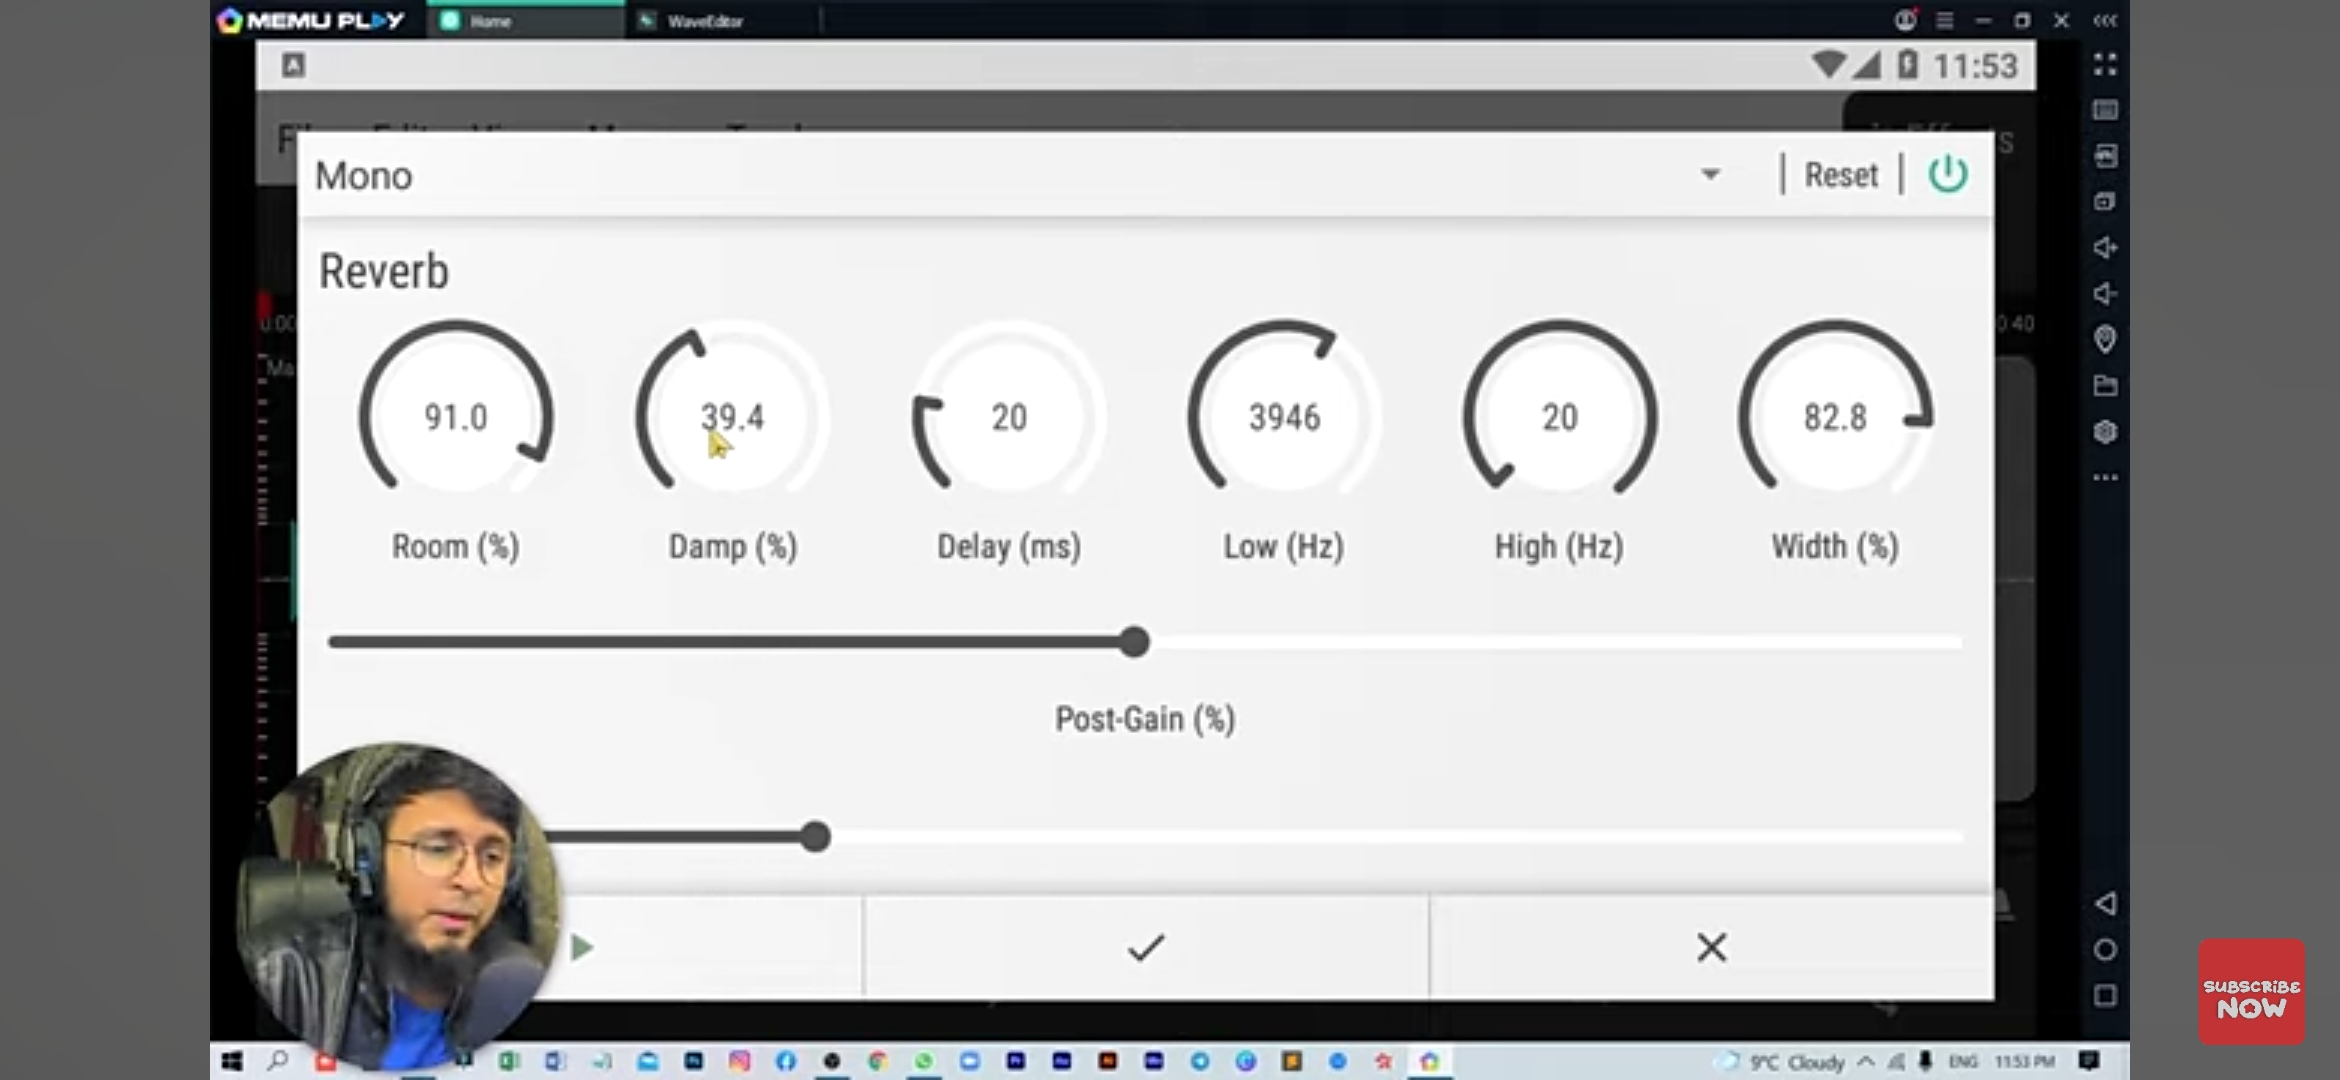 MEMU PLAY Home WaveEditor
11:53
Mono Reset
Reverb
91.0 39.4 20 3946 20 82.8
Room (%) Damp (%) Delay (ms) Low (Hz) High (Hz) Width (%)
Post-Gain (%)
SUBSCRIBE
NOW
9°C Cloudy ENG 11:53 PM